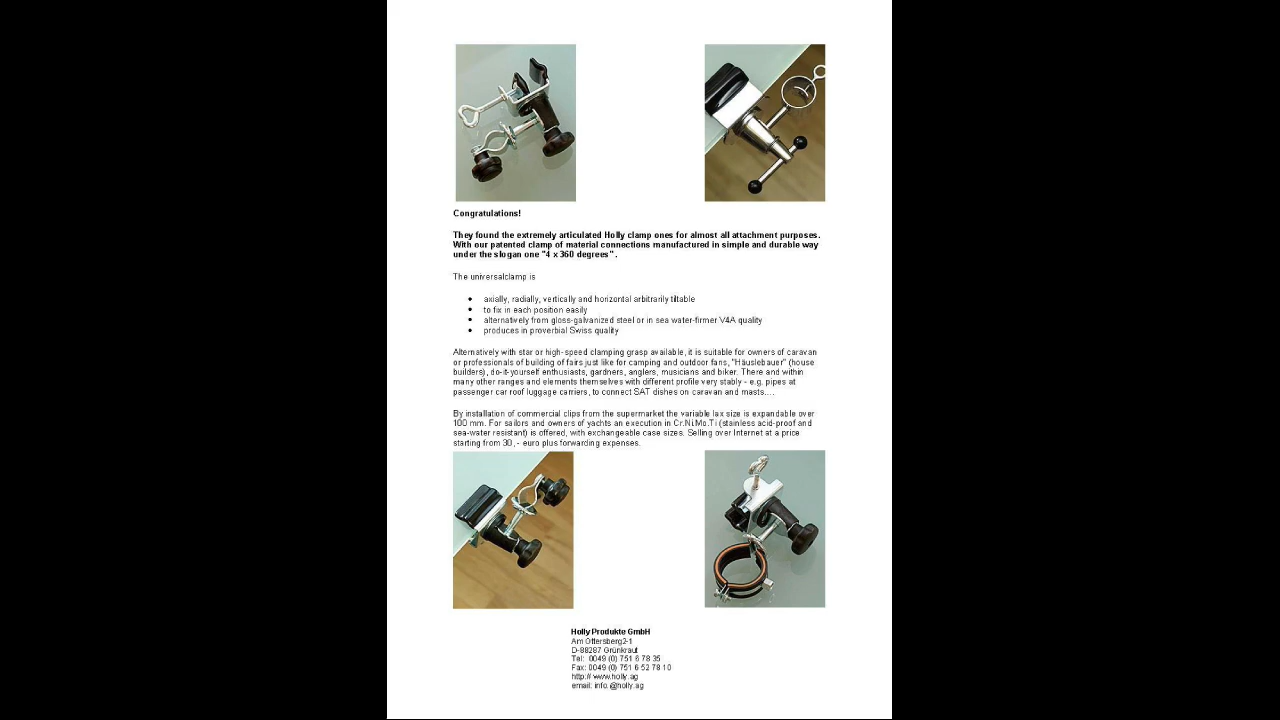 Congratulations!
They found the extremely articulated Holly clamp ones for almost all attachment purposes.
With our patented clamp of material connections manufactured in simple and durable way
under the slogan one "4 x 360 degrees" .
The universalclamp is
• axially, radially, vertically and horizontal arbitrarily tiltable
• to fix in each position easily
• alternatively from gloss-galvanized steel or in sea water-firmer V4A quality
• produces in proverbial Swiss quality
Alternatively with star or high-speed clamping grasp available, it is suitable for owners of caravan
or professionals of building of fairs just like for camping and outdoor fans, "Häuslebauer" (house
builders), do-it-yourself enthusiasts, gardners, anglers, musicians and biker. There and within
many other ranges and elements themselves with different profile very stably - e.g. pipes at
passenger car roof luggage carriers, to connect SAT dishes on caravan and masts....
By installation of commercial clips from the supermarket the variable lax size is expandable over
100 mm. For sailors and owners of yachts an execution in Cr.Ni.Mo.Ti (stainless acid-proof and
sea-water resistant) is offered, with exchangeable case sizes. Selling over Internet at a price
starting from 30, - euro plus forwarding expenses.
Holly Produkte GmbH
Am Ottersberg2-1
D-88287 Grünkraut
Tel: 0049 (0) 751 6 78 35
Fax: 0049 (0) 751 6 52 78 10
http:// www.holly.ag
email: info.@holly.ag